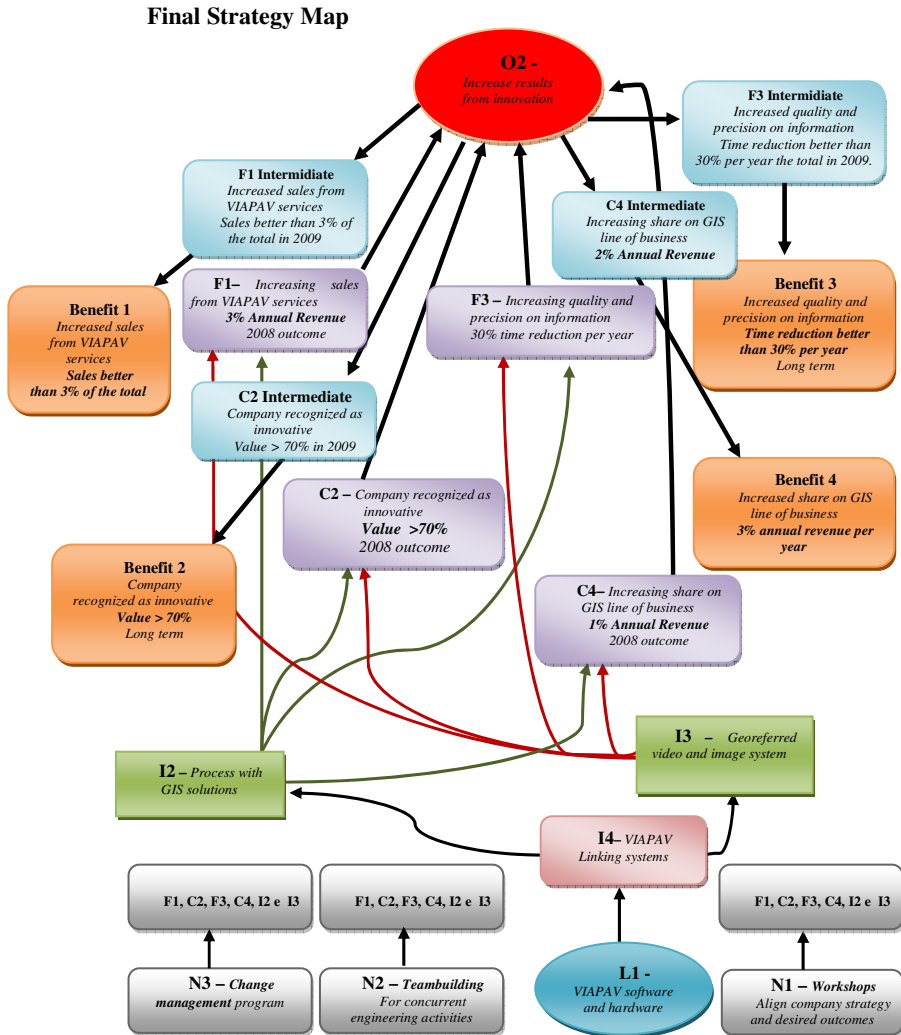 Final Strategy Map
O2 -
Increase results
from innovation
F3 Intermidiate
Increased quality and
precision on information
Time reduction better than
30% per year the total in 2009.
F1 Intermidiate
Increased sales from
VIAPAV services
Sales better than 3% of
the total in 2009
C4 Intermediate
Increasing share on GIS
line of business
2% Annual Revenue
Benefit 1
Increased sales
from VIAPAV
services
Sales better
than 3% of the total
F1– Increasing sales
from VIAPAV services
3% Annual Revenue
2008 outcome
F3 – Increasing quality and
precision on information
30% time reduction per year
Benefit 3
Increased quality and
precision on information
Time reduction better
than 30% per year
Long term
C2 Intermediate
Company recognized as
innovative
Value > 70% in 2009
C2 – Company recognized as
innovative
Value >70%
2008 outcome
Benefit 4
Increased share on GIS
line of business
3% annual revenue per
year
Benefit 2
Company
recognized as innovative
Value > 70%
Long term
C4– Increasing share on
GIS line of business
1% Annual Revenue
2008 outcome
I2 – Process with
GIS solutions
I3 – Georeferred
video and image system
I4– VIAPAV
Linking systems
F1, C2, F3, C4, I2 e I3
F1, C2, F3, C4, I2 e I3
F1, C2, F3, C4, I2 e I3
N3 – Change
management program
N2 – Teambuilding
For concurrent
engineering activities
L1 -
VIAPAV software
and hardware
N1 – Workshops
Align company strategy
and desired outcomes